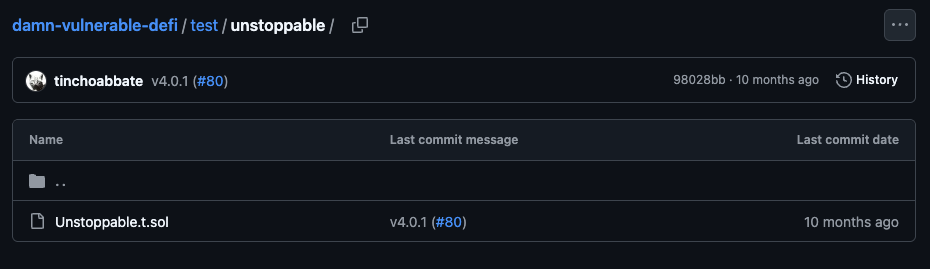 damn-vulnerable-defi / test / unstoppable /
tinchoabbate v4.0.1 (#80) 98028bb · 10 months ago History
Name Last commit message Last commit date
..
Unstoppable.t.sol v4.0.1 (#80) 10 months ago